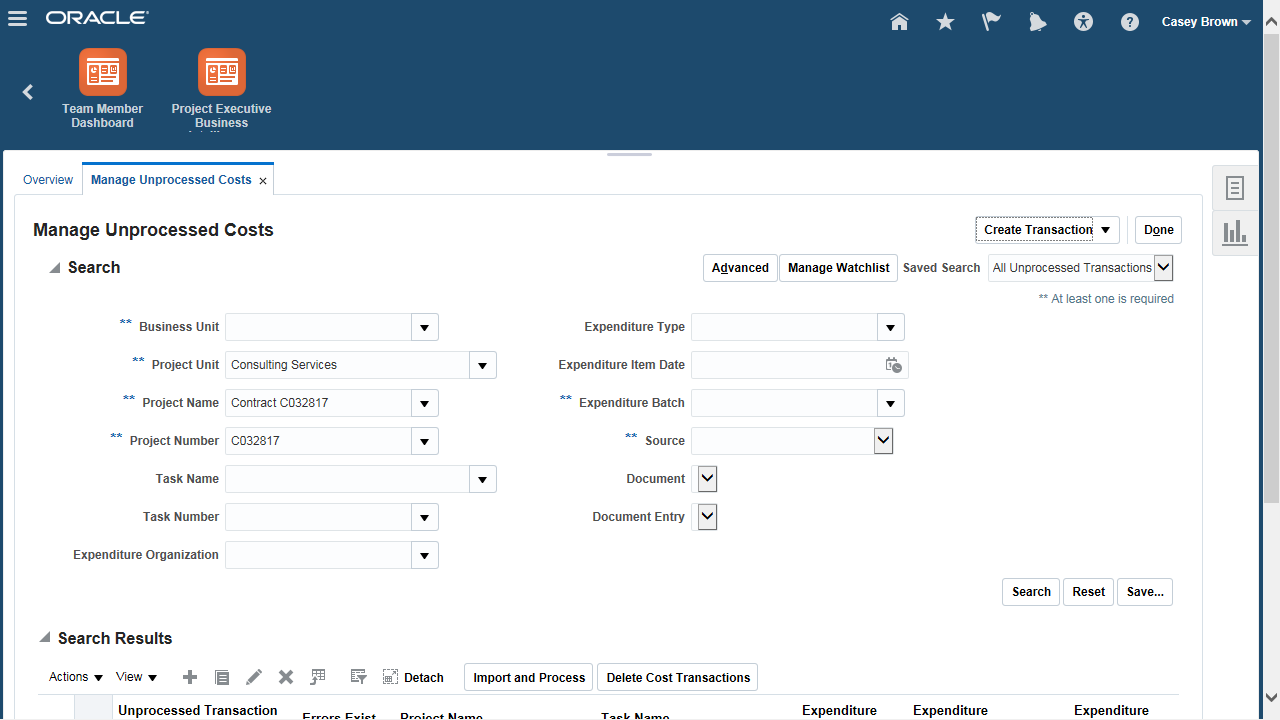 ORACLE
Casey Brown
Team Member
Dashboard
Project Executive
Business
Overview
Manage Unprocessed Costs
Manage Unprocessed Costs
Create Transaction
Done
Search
Advanced
Manage Watchlist
Saved Search
All Unprocessed Transactions
** At least one is required
** Business Unit
Expenditure Type
** Project Unit
Consulting Services
Expenditure Item Date
** Project Name
Contract C032817
** Expenditure Batch
** Project Number
C032817
** Source
Task Name
Document
Task Number
Document Entry
Expenditure Organization
Search
Reset
Save...
Search Results
Actions
View
Detach
Import and Process
Delete Cost Transactions
Unprocessed Transaction
Errors Exist
Project Name
Task Name
Expenditure
Expenditure
Expenditure